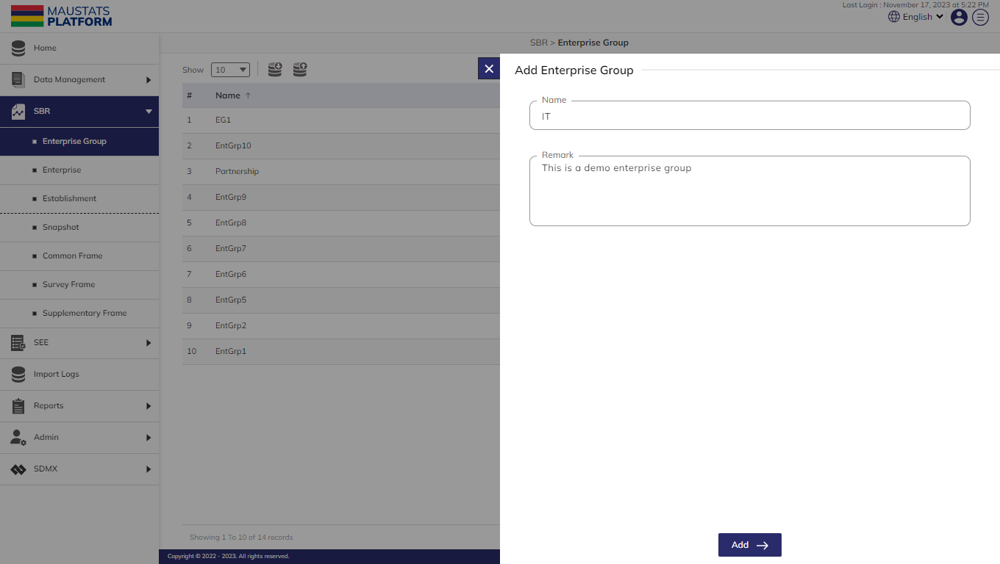 MAUSTATS
PLATFORM
Last Login : November 17, 2023 at 5:22 PM
English
Home
Data Management
SBR
Enterprise Group
Enterprise
Establishment
Snapshot
Common Frame
Survey Frame
Supplementary Frame
SEE
Import Logs
Reports
Admin
SDMX
SBR > Enterprise Group
Show 10
# Name ↑
1 EG1
2 EntGrp10
3 Partnership
4 EntGrp9
5 EntGrp8
6 EntGrp7
7 EntGrp6
8 EntGrp5
9 EntGrp2
10 EntGrp1
Showing 1 To 10 of 14 records
Copyright © 2022 - 2023. All rights reserved.
Add Enterprise Group
Name
IT
Remark
This is a demo enterprise group
Add